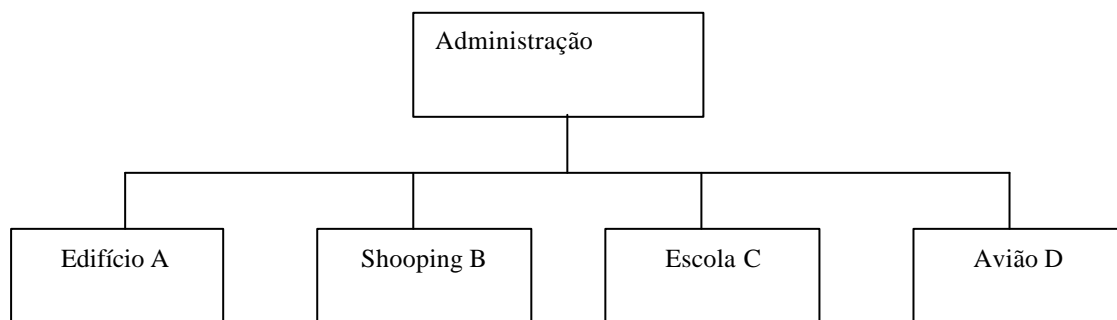 Administração
Edifício A
Shooping B
Escola C
Avião D